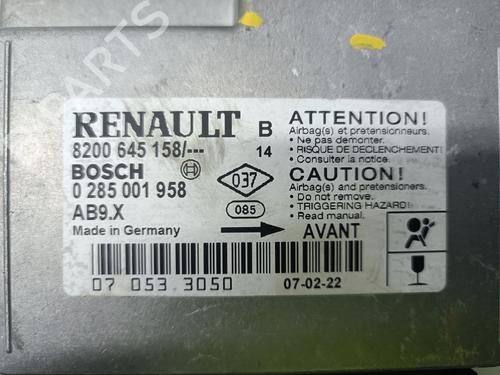 RENAULT B
8200 645 158/--- 14
BOSCH
0 285 001 958
AB9.X
Made in Germany
037
085
ATTENTION!
Airbag(s) et pretensionneurs.
• Ne pas demonter.
• RISQUE DE DECLENCHEMENT!
• Consulter la notice.
CAUTION!
Airbag(s) and pretensioners.
• Do not remove.
• TRIGGERING HAZARD!
• Read manual.
AVANT
07 053 3050
07-02-22